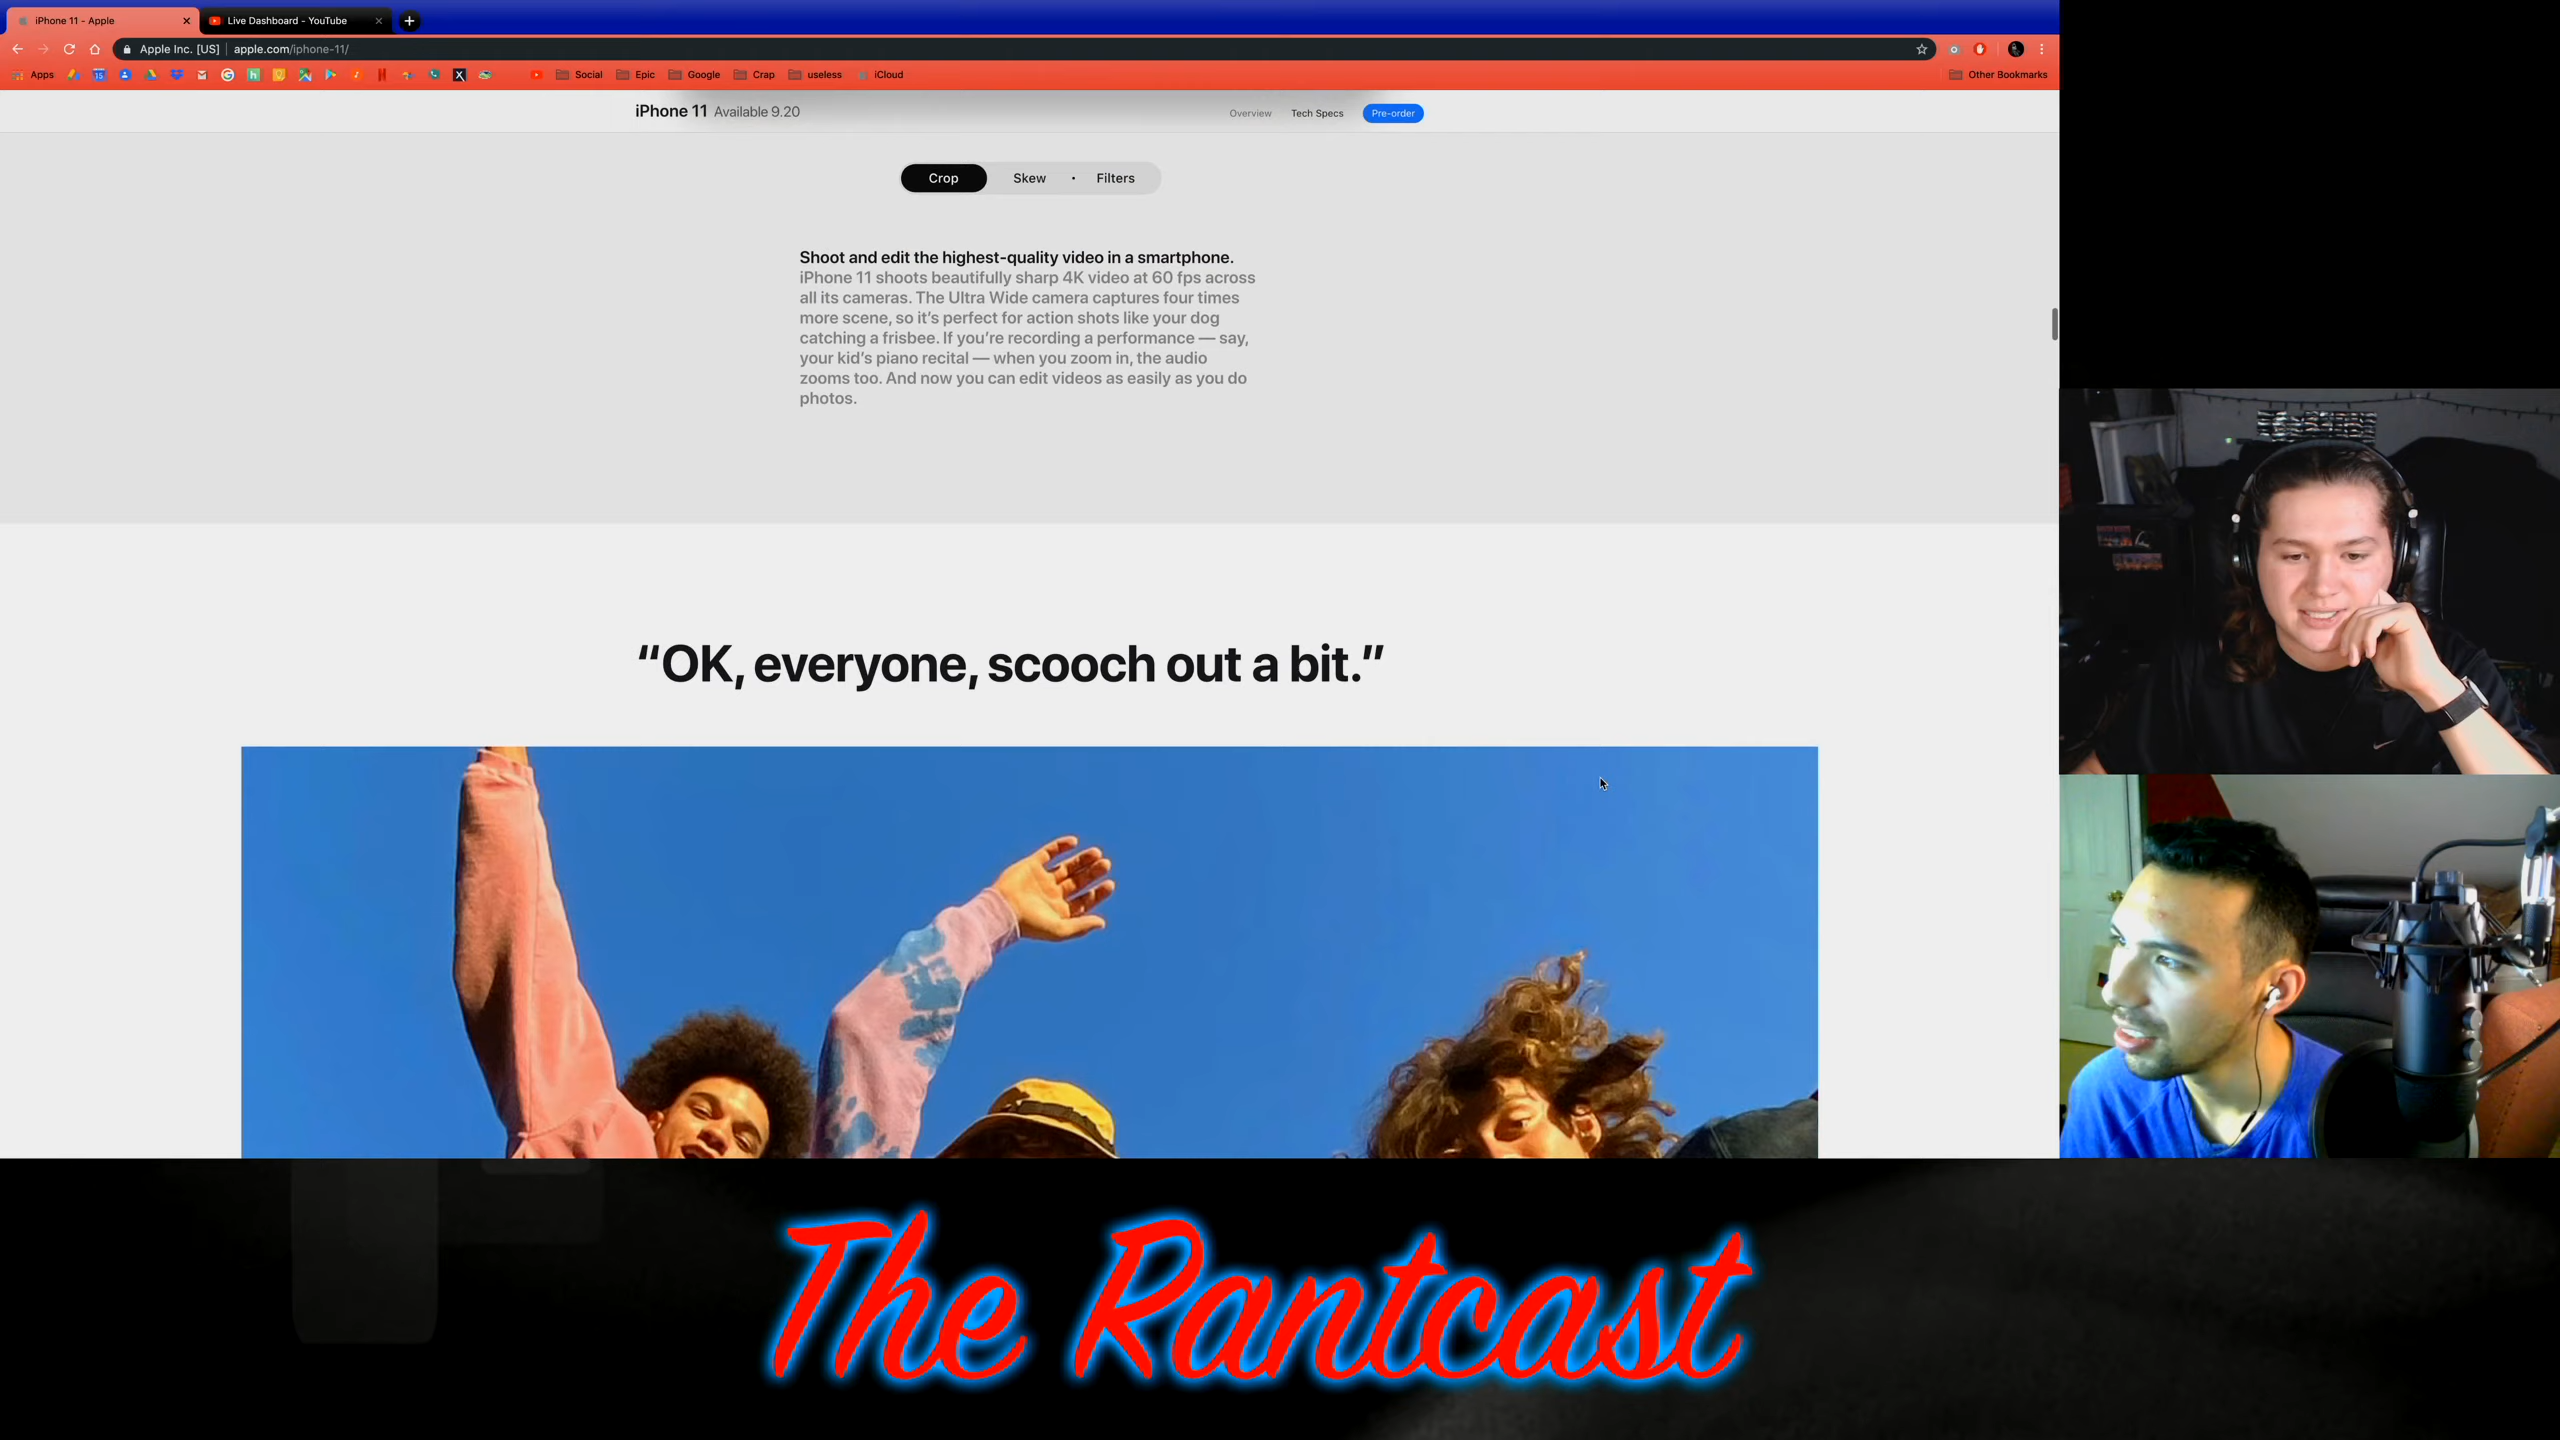 iPhone 11 - Apple
Live Dashboard - YouTube
Apple Inc. [US] apple.com/iphone-11/
Apps Social Epic Google Crap useless iCloud Other Bookmarks
iPhone 11 Available 9.20 Overview Tech Specs Pre-order
Crop Skew Filters
Shoot and edit the highest-quality video in a smartphone.
iPhone 11 shoots beautifully sharp 4K video at 60 fps across
all its cameras. The Ultra Wide camera captures four times
more scene, so it’s perfect for action shots like your dog
catching a frisbee. If you’re recording a performance — say,
your kid’s piano recital — when you zoom in, the audio
zooms too. And now you can edit videos as easily as you do
photos.
“OK, everyone, scooch out a bit.”
The Rantcast